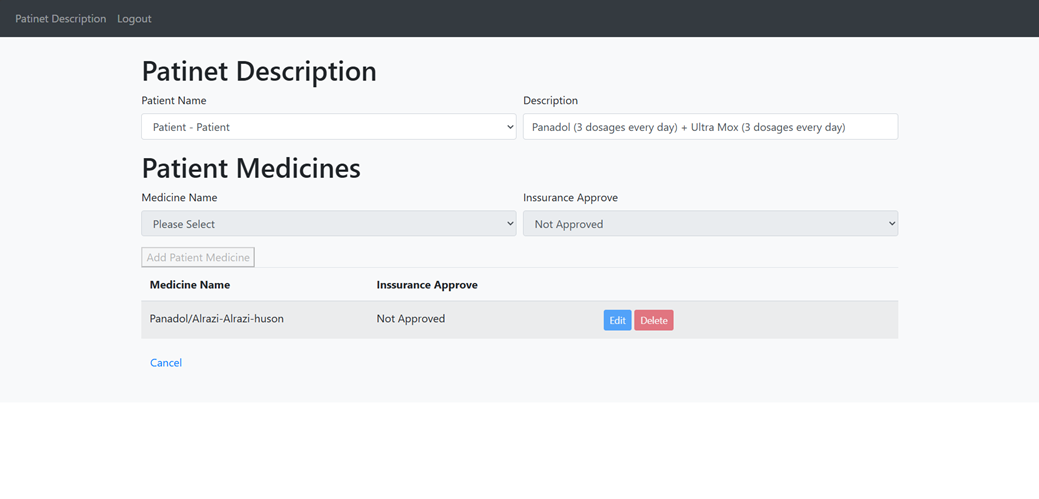 Patinet Description Logout
Patinet Description
Patient Name Description
Patient - Patient Panadol (3 dosages every day) + Ultra Mox (3 dosages every day)
Patient Medicines
Medicine Name Inssurance Approve
Please Select Not Approved
Add Patient Medicine
Medicine Name Inssurance Approve
Panadol/Alrazi-Alrazi-huson Not Approved Edit Delete
Cancel